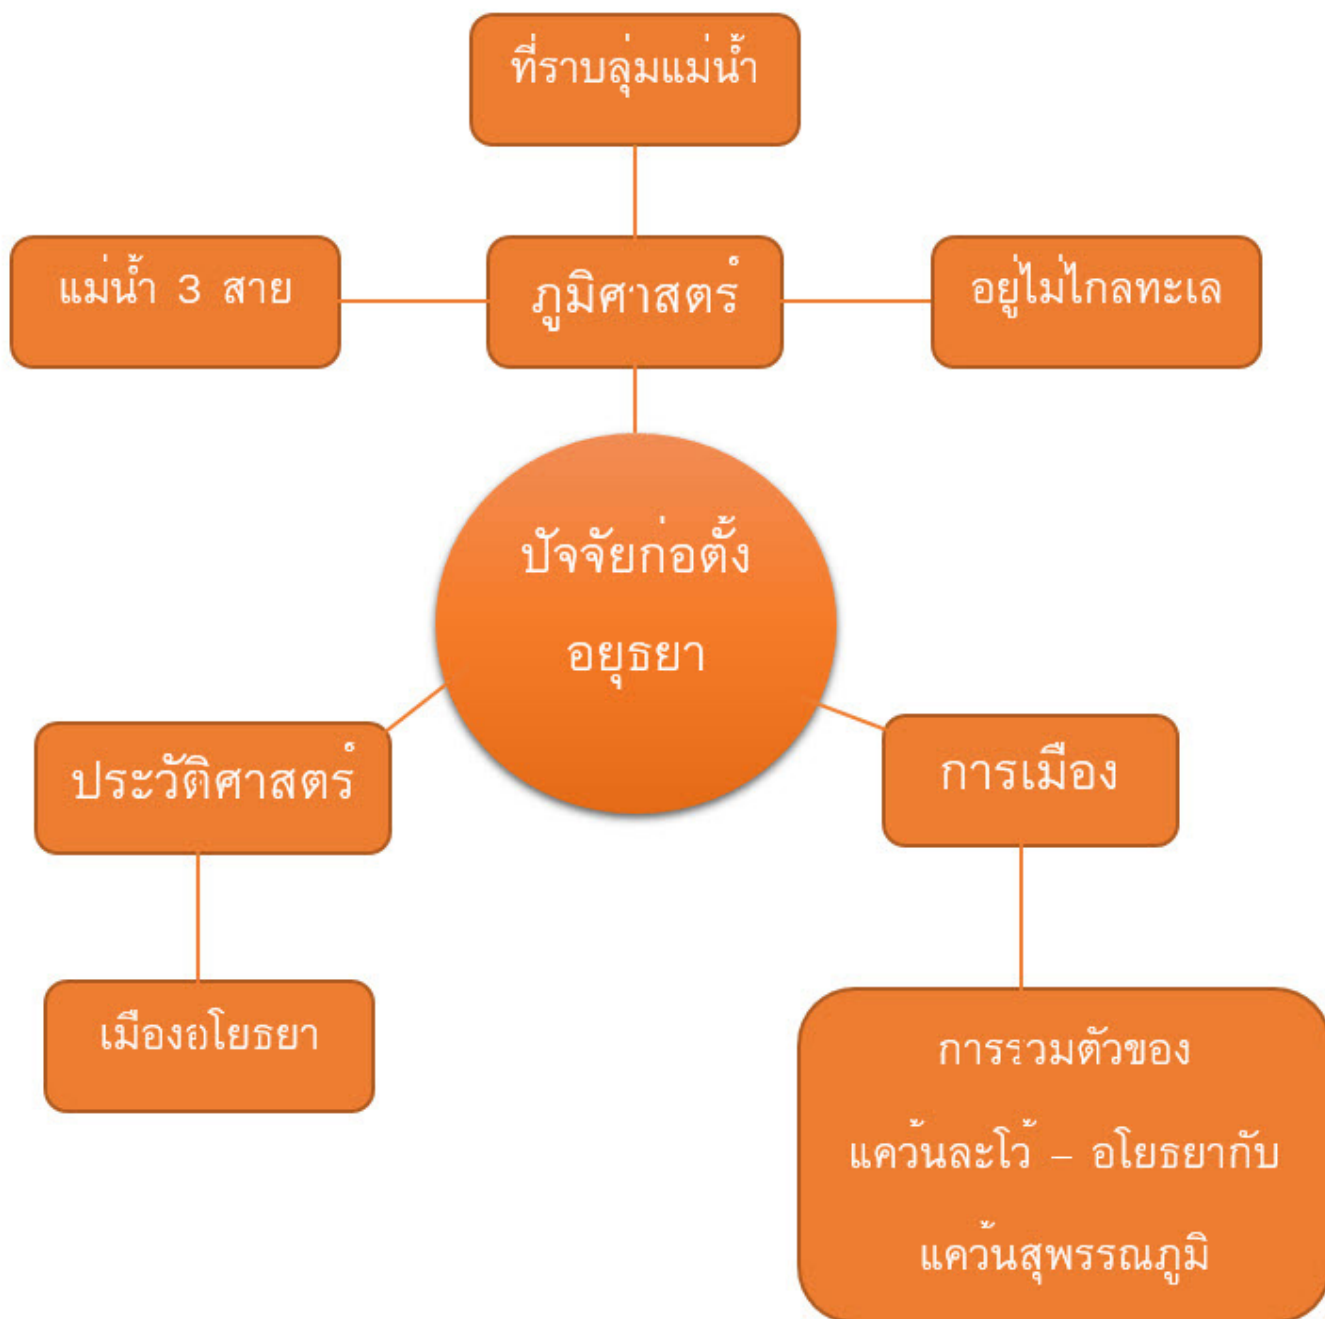 ที่ราบลุ่มแม่น้ำ
แม่น้ำ 3 สาย
ภูมิศาสตร์
อยู่ไม่ไกลทะเล
ปัจจัยก่อตั้ง
อยุธยา
ประวัติศาสตร์
การเมือง
เมืองอโยธยา
การรวมตัวของ
แคว้นละโว้ – อโยธยากับ
แคว้นสุพรรณภูมิ